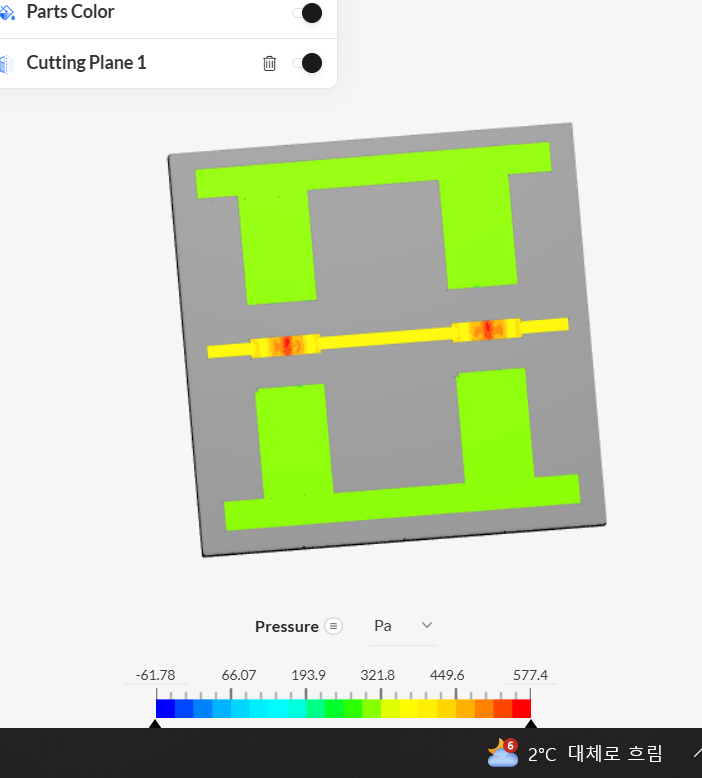 Parts Color
Cutting Plane 1
Pressure Pa
-61.78 66.07 193.9 321.8 449.6 577.4
6 2°C 대체로 흐림